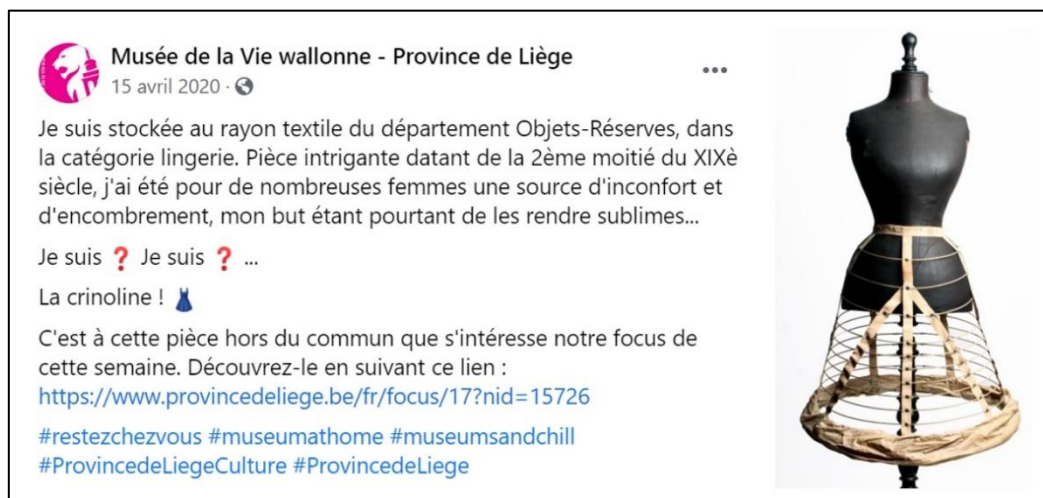 Musée de la Vie wallonne - Province de Liège
15 avril 2020 ·
Je suis stockée au rayon textile du département Objets-Réserves, dans
la catégorie lingerie. Pièce intrigante datant de la 2ème moitié du XIXè
siècle, j'ai été pour de nombreuses femmes une source d'inconfort et
d'encombrement, mon but étant pourtant de les rendre sublimes...
Je suis ❓ Je suis ❓ ...
La crinoline ! 👗
C'est à cette pièce hors du commun que s'intéresse notre focus de
cette semaine. Découvrez-le en suivant ce lien :
https://www.provincedeliege.be/fr/focus/17?nid=15726
#restezchezvous #museumathome #museumsandchill
#ProvincedeLiegeCulture #ProvincedeLiege